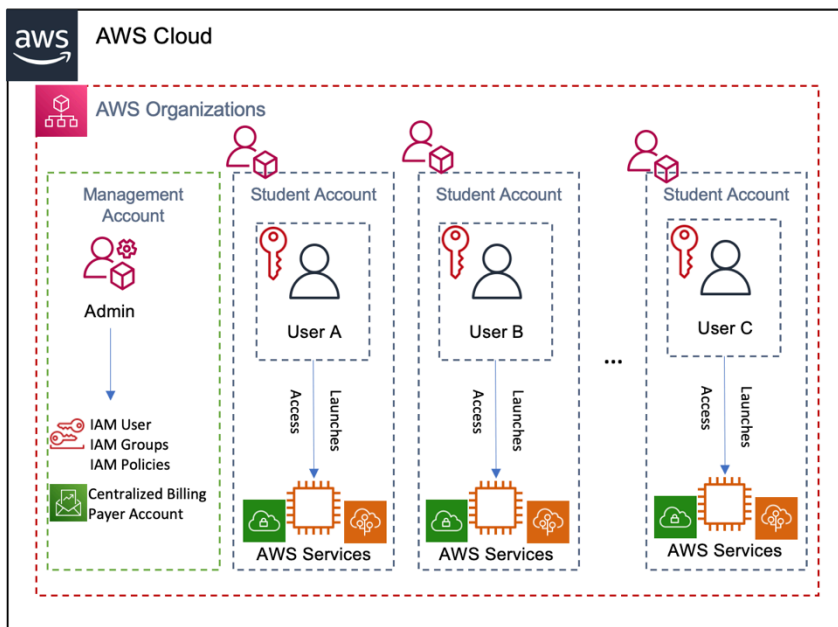 aws
AWS Cloud
AWS Organizations
Management
Account
Admin
IAM User
IAM Groups
IAM Policies
Centralized Billing
Payer Account
Student Account
User A
Access
Launches
AWS Services
Student Account
User B
Access
Launches
AWS Services
...
Student Account
User C
Access
Launches
AWS Services